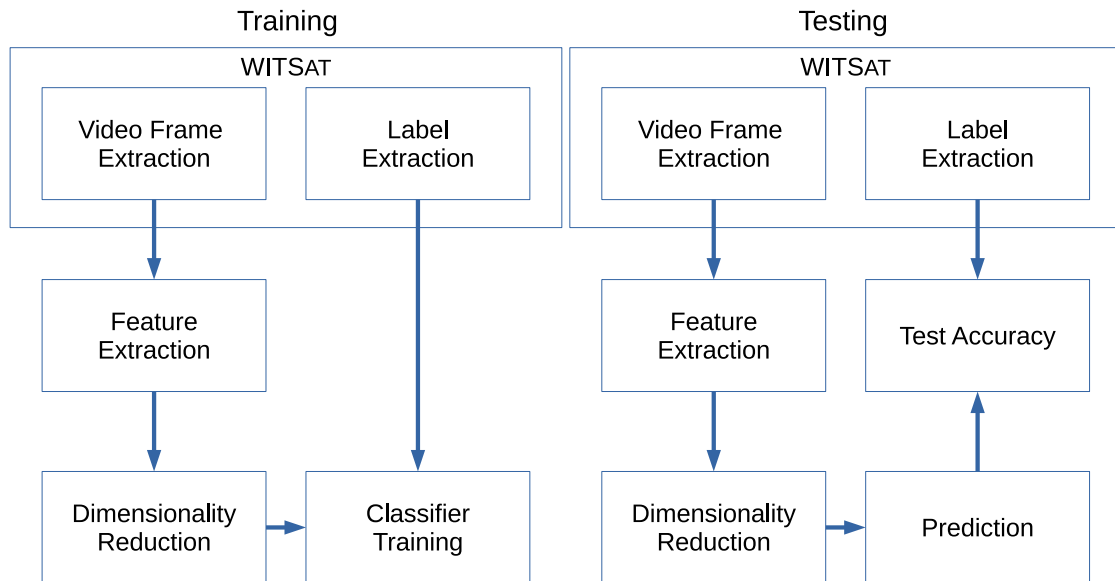 Training
WITSAT
Video Frame
Extraction
Label
Extraction
Feature
Extraction
Dimensionality
Reduction
Classifier
Training
Testing
WITSAT
Video Frame
Extraction
Label
Extraction
Feature
Extraction
Test Accuracy
Dimensionality
Reduction
Prediction